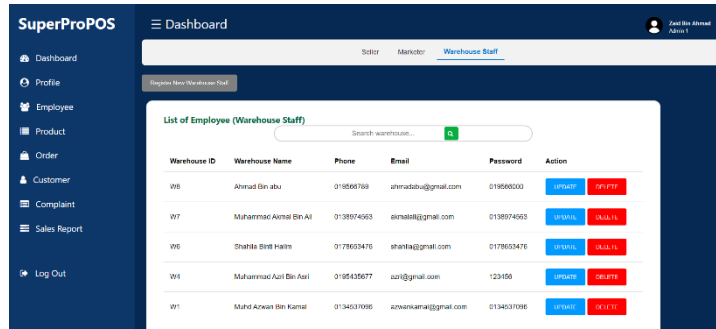 SuperProPOS
☰ Dashboard
Zaid Bin Ahmad
Admin 1
Dashboard
Profile
Employee
Product
Order
Customer
Complaint
Sales Report
Log Out
Seller Marketer Warehouse Staff
Register New Warehouse Staff
List of Employee (Warehouse Staff)
Search warehouse...
Warehouse ID Warehouse Name Phone Email Password Action
W8 Ahmad Bin abu 019566789 ahmadabu@gmail.com 019566000 UPDATE DELETE
W7 Muhammad Akmal Bin Ali 0138974563 akmalali@gmail.com 0138974563 UPDATE DELETE
W6 Shahila Binti Halim 0178653476 shahila@gmail.com 0178653476 UPDATE DELETE
W4 Muhammad Azri Bin Asri 0195435677 azri@gmail.com 123456 UPDATE DELETE
W1 Muhd Azwan Bin Kamal 0134537096 azwankamal@gmail.com 0134537096 UPDATE DELETE